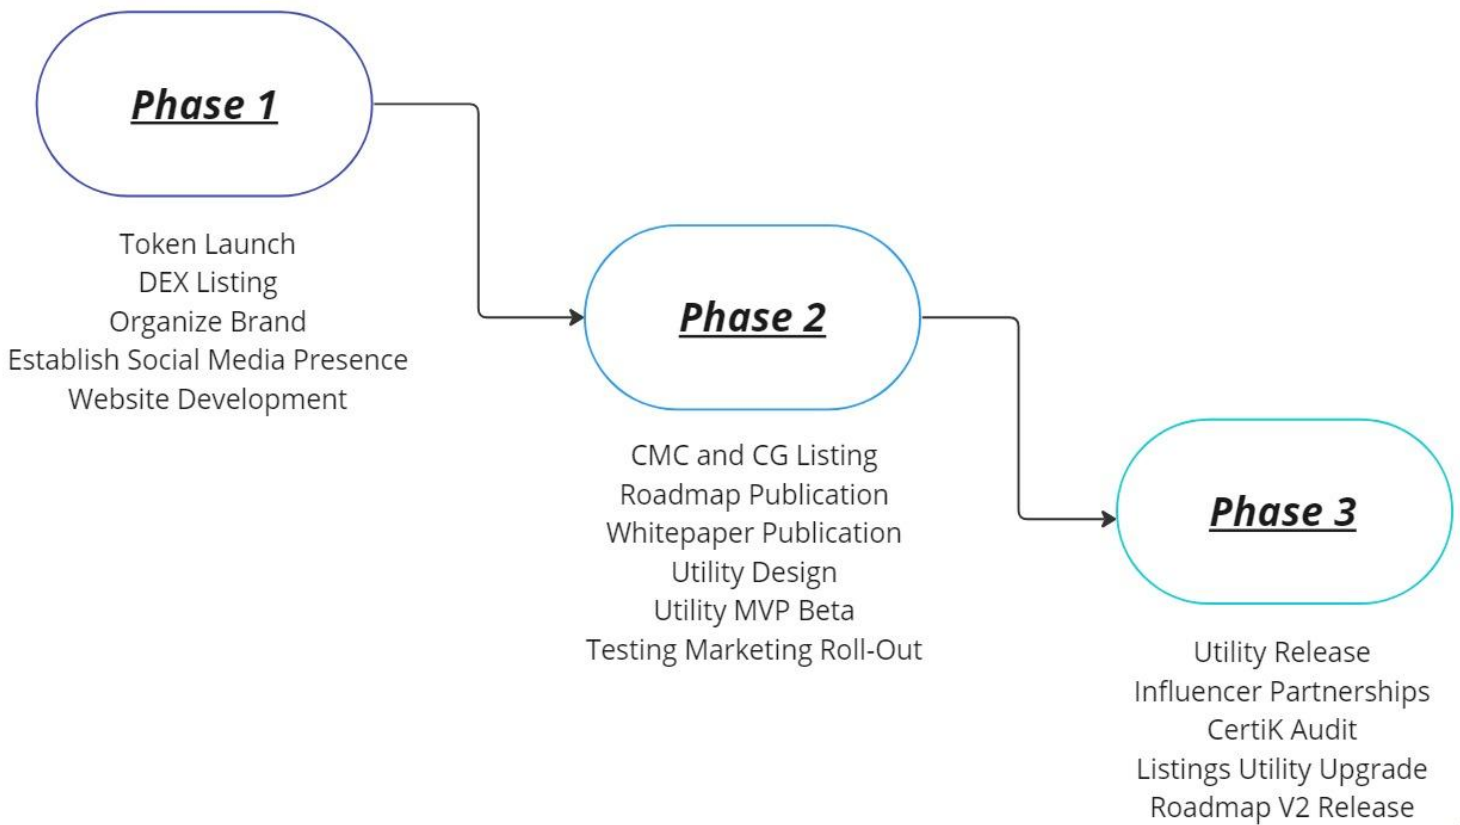 Phase 1
Token Launch
DEX Listing
Organize Brand
Establish Social Media Presence
Website Development
Phase 2
CMC and CG Listing
Roadmap Publication
Whitepaper Publication
Utility Design
Utility MVP Beta
Testing Marketing Roll-Out
Phase 3
Utility Release
Influencer Partnerships
CertiK Audit
Listings Utility Upgrade
Roadmap V2 Release